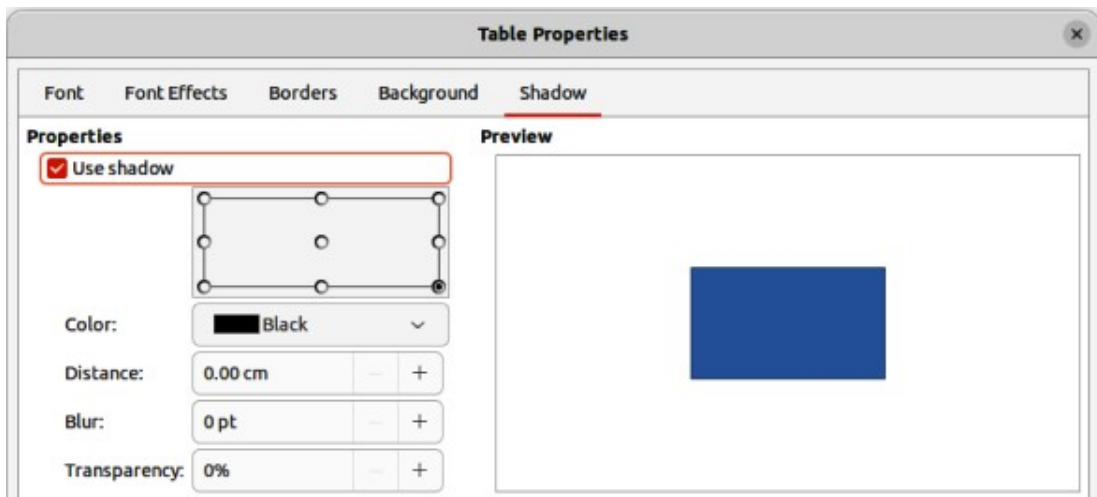 Table Properties
Font Font Effects Borders Background Shadow
Properties
Preview
Use shadow
Color: Black
Distance: 0.00 cm
Blur: 0 pt
Transparency: 0%